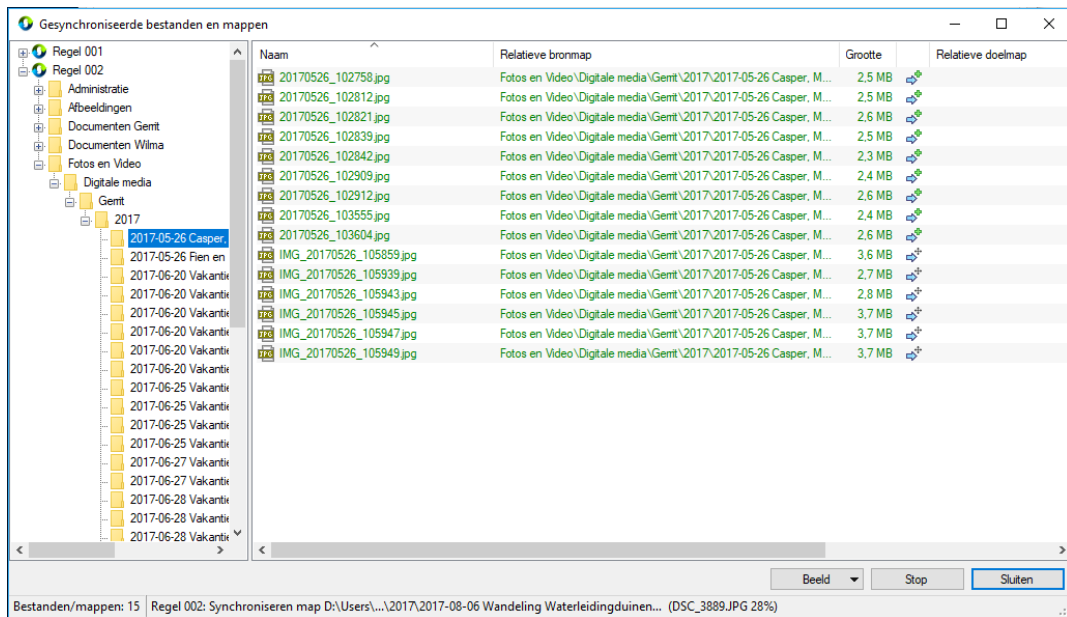 Gesynchroniseerde bestanden en mappen
Regel 001
Regel 002
Administratie
Afbeeldingen
Documenten Gerrit
Documenten Wilma
Fotos en Video
Digitale media
Gerrit
2017
2017-05-26 Casper,
2017-05-26 Fien en
2017-06-20 Vakantie
2017-06-20 Vakantie
2017-06-20 Vakantie
2017-06-20 Vakantie
2017-06-20 Vakantie
2017-06-20 Vakantie
2017-06-25 Vakantie
2017-06-25 Vakantie
2017-06-25 Vakantie
2017-06-25 Vakantie
2017-06-27 Vakantie
2017-06-27 Vakantie
2017-06-28 Vakantie
2017-06-28 Vakantie
2017-06-28 Vakantie
Naam Relatieve bronmap Grootte Relatieve doelmap
20170526_102758.jpg Fotos en Video\Digitale media\Gerrit\2017\2017-05-26 Casper, M... 2,5 MB
20170526_102812.jpg Fotos en Video\Digitale media\Gerrit\2017\2017-05-26 Casper, M... 2,5 MB
20170526_102821.jpg Fotos en Video\Digitale media\Gerrit\2017\2017-05-26 Casper, M... 2,6 MB
20170526_102839.jpg Fotos en Video\Digitale media\Gerrit\2017\2017-05-26 Casper, M... 2,5 MB
20170526_102842.jpg Fotos en Video\Digitale media\Gerrit\2017\2017-05-26 Casper, M... 2,3 MB
20170526_102909.jpg Fotos en Video\Digitale media\Gerrit\2017\2017-05-26 Casper, M... 2,4 MB
20170526_102912.jpg Fotos en Video\Digitale media\Gerrit\2017\2017-05-26 Casper, M... 2,6 MB
20170526_103555.jpg Fotos en Video\Digitale media\Gerrit\2017\2017-05-26 Casper, M... 2,4 MB
20170526_103604.jpg Fotos en Video\Digitale media\Gerrit\2017\2017-05-26 Casper, M... 2,6 MB
IMG_20170526_105859.jpg Fotos en Video\Digitale media\Gerrit\2017\2017-05-26 Casper, M... 3,6 MB
IMG_20170526_105939.jpg Fotos en Video\Digitale media\Gerrit\2017\2017-05-26 Casper, M... 2,7 MB
IMG_20170526_105943.jpg Fotos en Video\Digitale media\Gerrit\2017\2017-05-26 Casper, M... 2,8 MB
IMG_20170526_105945.jpg Fotos en Video\Digitale media\Gerrit\2017\2017-05-26 Casper, M... 3,7 MB
IMG_20170526_105947.jpg Fotos en Video\Digitale media\Gerrit\2017\2017-05-26 Casper, M... 3,7 MB
IMG_20170526_105949.jpg Fotos en Video\Digitale media\Gerrit\2017\2017-05-26 Casper, M... 3,7 MB
Beeld Stop Sluiten
Bestanden/mappen: 15 Regel 002: Synchroniseren map D:\Users\...\2017\2017-08-06 Wandeling Waterleidingduinen... (DSC_3889.JPG 28%)